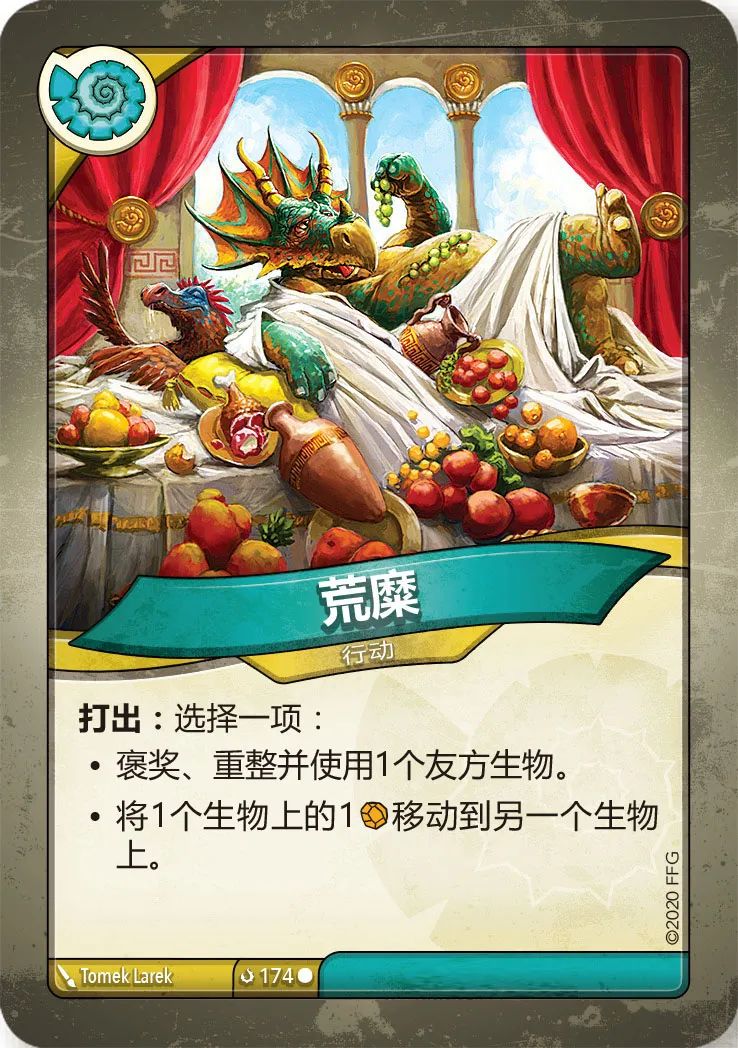 荒糜
行动
打出：选择一项：
• 褒奖、重整并使用1个友方生物。
• 将1个生物上的1移动到另一个生物
上。
©2020 FFG
Tomek Larek
174